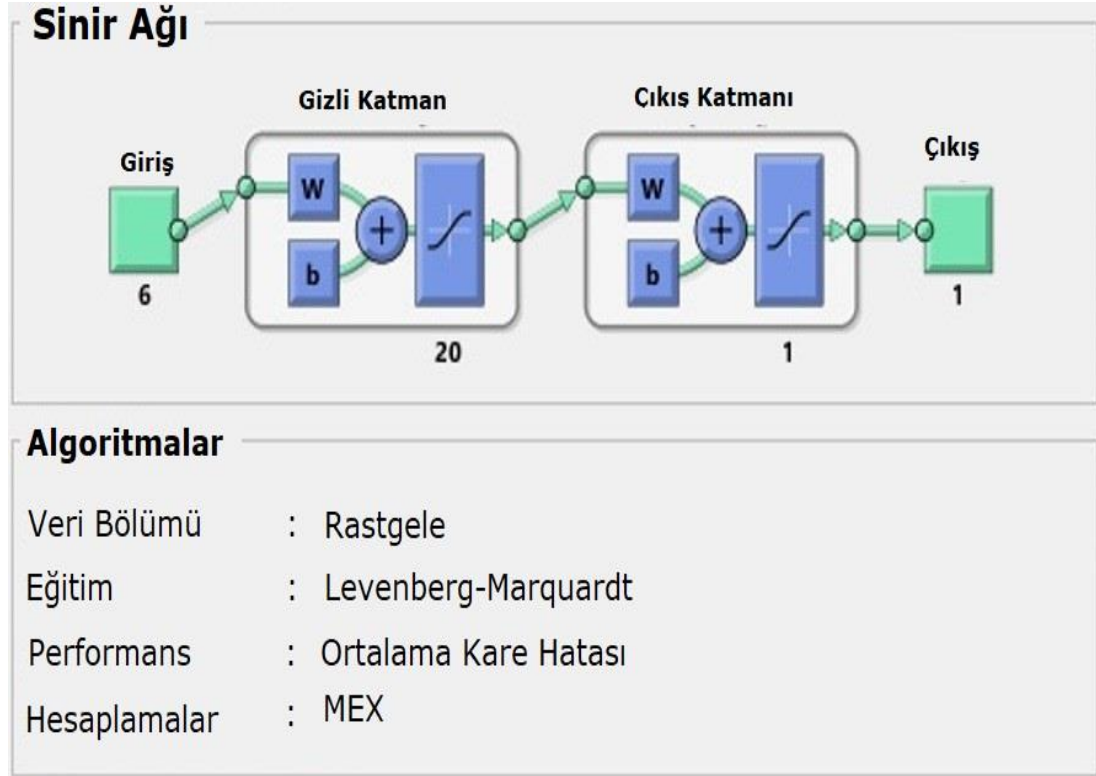 Sinir Ağı
Gizli Katman
Çıkış Katmanı
Giriş
Çıkış
W
b
+
W
b
+
6
20
1
1
Algoritmalar
Veri Bölümü : Rastgele
Eğitim : Levenberg-Marquardt
Performans : Ortalama Kare Hatası
Hesaplamalar : MEX